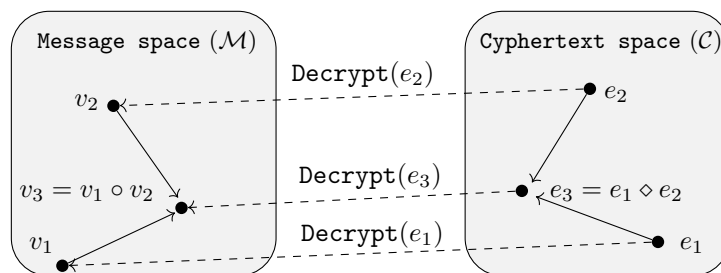 Message space (ℳ)
Cyphertext space (𝒞)
Decrypt(e₂)
v₂
e₂
Decrypt(e₃)
v₃ = v₁ ∘ v₂
e₃ = e₁ ⋄ e₂
Decrypt(e₁)
v₁
e₁